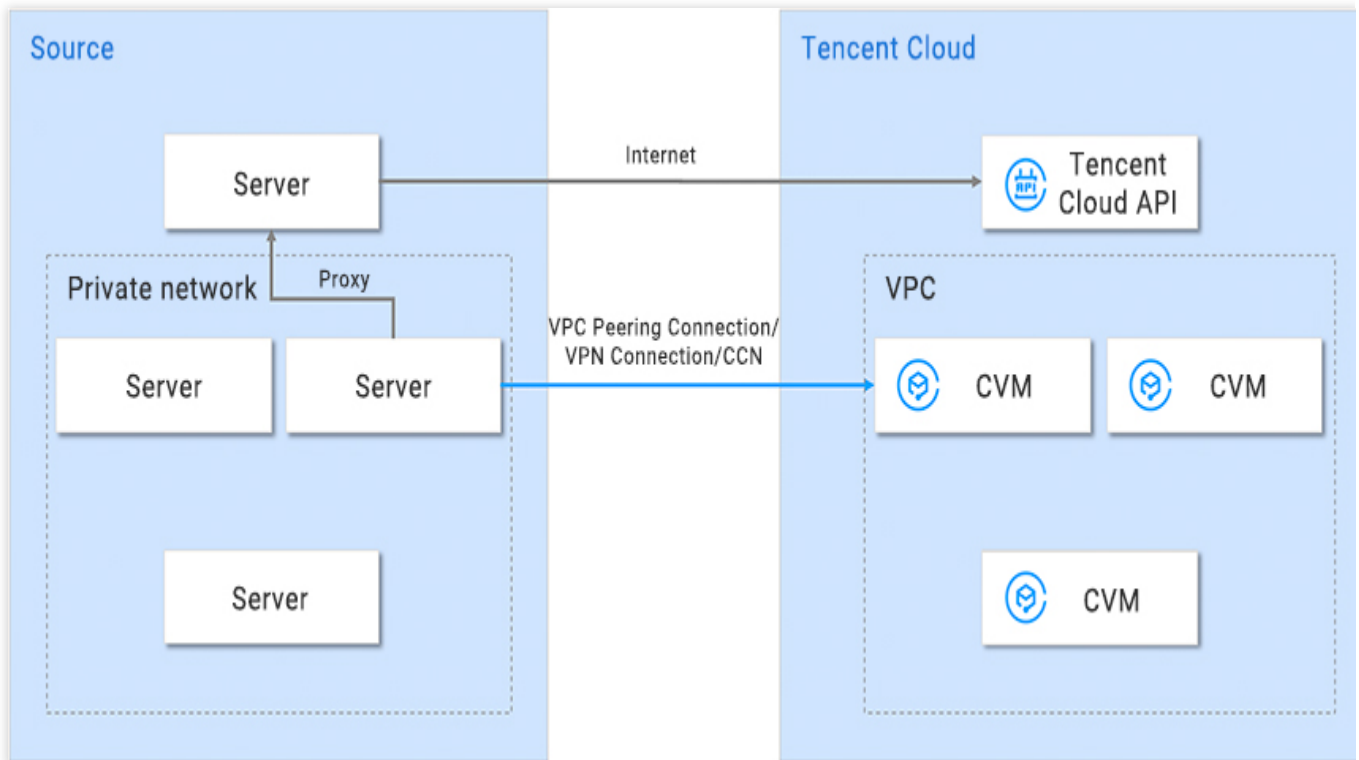 Source
Tencent Cloud
Internet
Server
API
Tencent
Cloud API
Proxy
Private network
VPC
VPC Peering Connection/
VPN Connection/CCN
Server
Server
CVM
CVM
Server
CVM